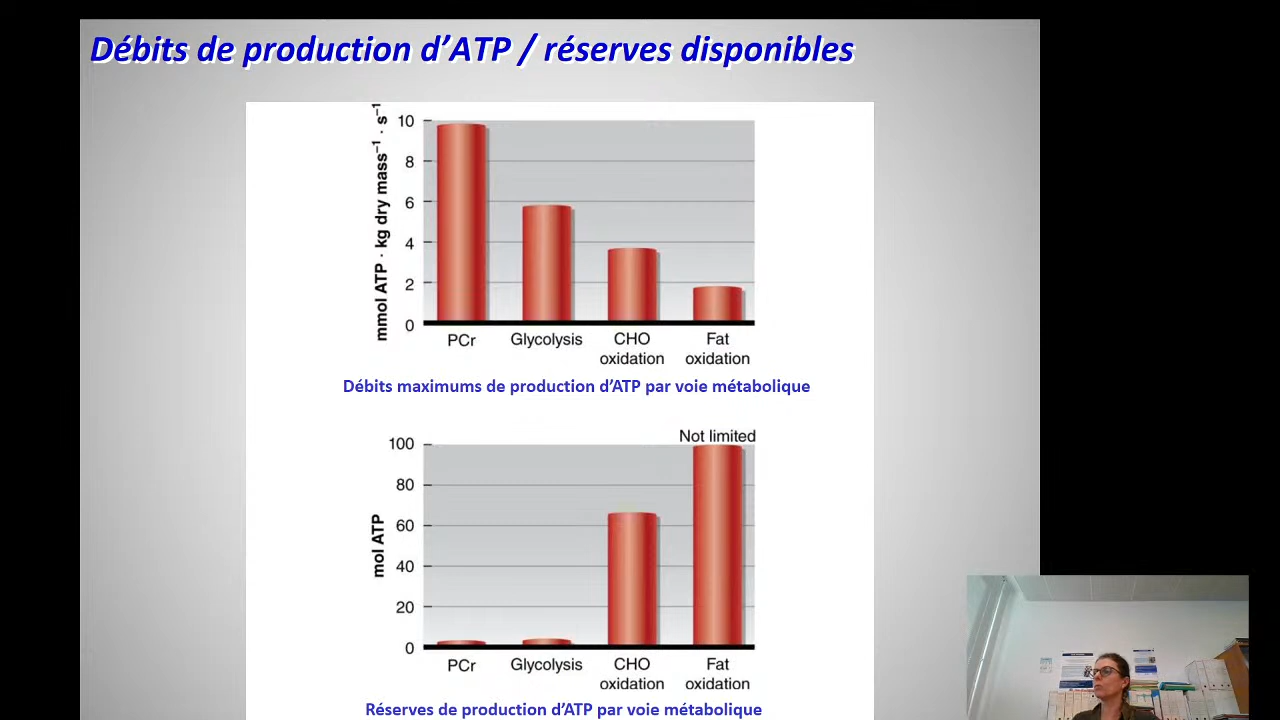 Débits de production d’ATP / réserves disponibles
mmol ATP · kg dry mass⁻¹ · s⁻¹
10
8
6
4
2
0
PCr
Glycolysis
CHO
oxidation
Fat
oxidation
Débits maximums de production d’ATP par voie métabolique
Not limited
mol ATP
100
80
60
40
20
0
PCr
Glycolysis
CHO
oxidation
Fat
oxidation
Réserves de production d’ATP par voie métabolique